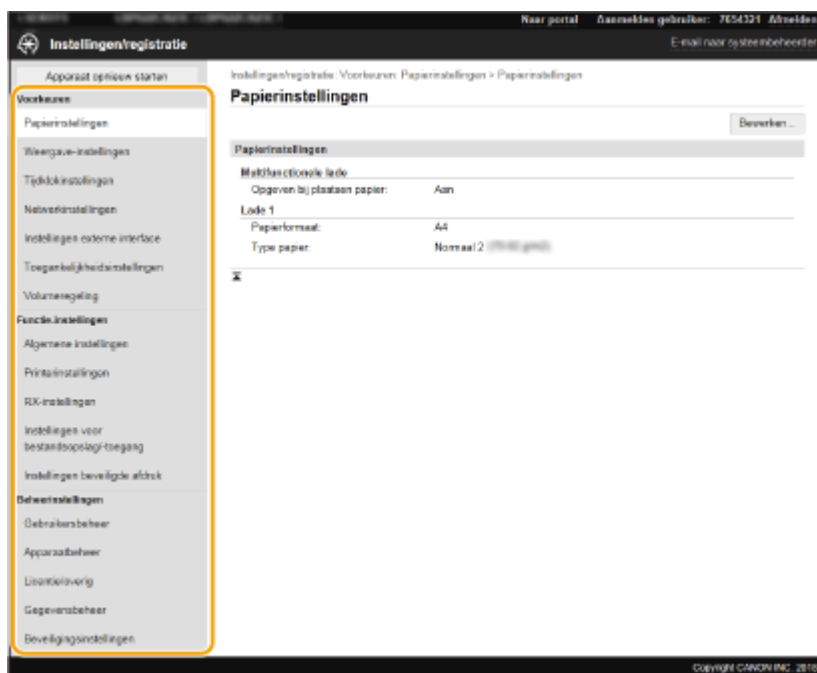 Naar portal Aanmelden gebruiker: 7654321 Afmelden
Instellingen/registratie
E-mail naar systeembeheerder
Apparaat opnieuw starten
Voorkeuren
Papierinstellingen
Weergave-instellingen
Tijdklokinstellingen
Netwerkinstellingen
Instellingen externe interface
Toegankelijkheidsinstellingen
Volumeregeling
Functie-instellingen
Algemene instellingen
Printerinstallingen
RX-instellingen
Instellingen voor
bestandsopslag/-toegang
Instellingen beveiligde afdruk
Beheerinstellingen
Gebruikersbeheer
Apparaatbeheer
Licentie/overig
Gegevensbeheer
Beveiligingsinstellingen
Instellingen/registratie: Voorkeuren: Papierinstellingen > Papierinstellingen
Papierinstellingen
Bewerken...
Papierinstellingen
Multifunctionele lade
Opgeven bij plaatsen papier: Aan
Lade 1
Papierformaat: A4
Type papier: Normaal 2
Copyright CANON INC. 2018